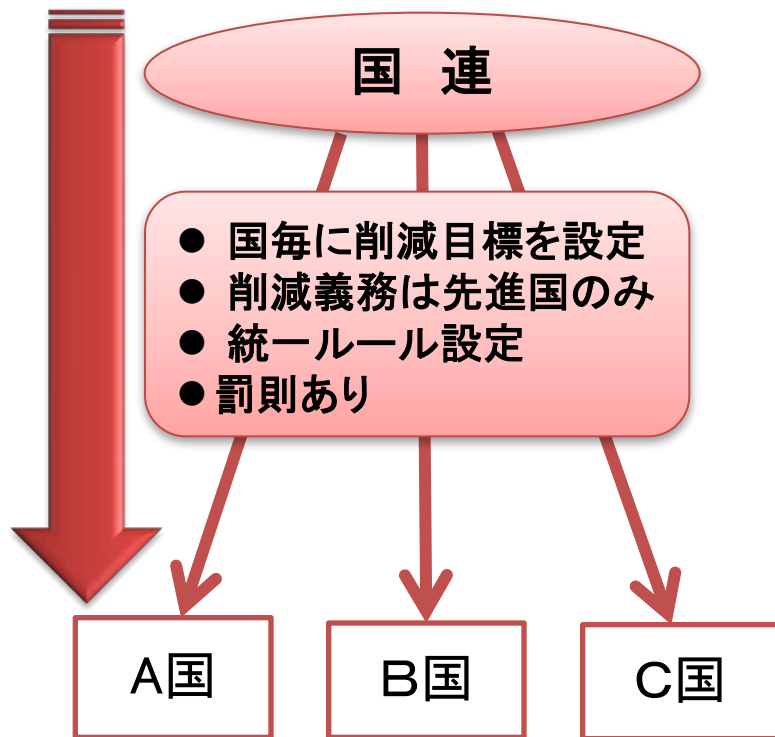 国 連
● 国毎に削減目標を設定
● 削減義務は先進国のみ
● 統一ルール設定
●罰則あり
A国
B国
C国